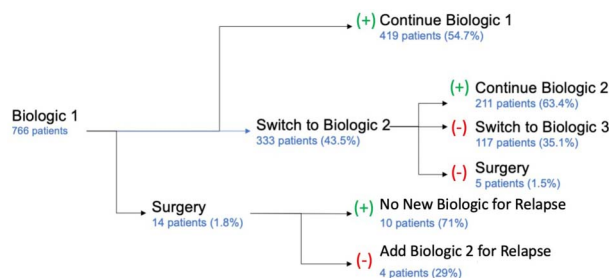 (+) Continue Biologic 1
419 patients (54.7%)
(+) Continue Biologic 2
211 patients (63.4%)
Biologic 1
766 patients
Switch to Biologic 2
333 patients (43.5%)
(-) Switch to Biologic 3
117 patients (35.1%)
(-) Surgery
5 patients (1.5%)
Surgery
14 patients (1.8%)
(+) No New Biologic for Relapse
10 patients (71%)
(-) Add Biologic 2 for Relapse
4 patients (29%)